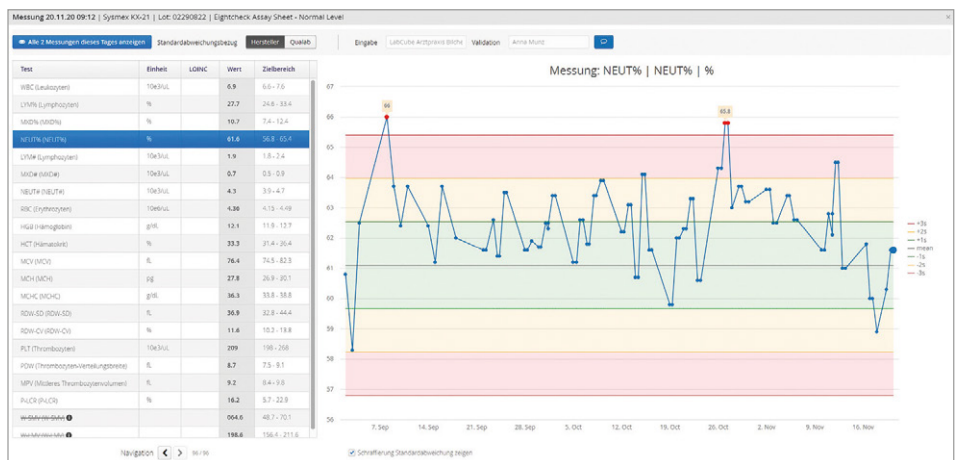 Messung 20.11.20 09:12 | Sysmex KX-21 | Lot: 02290822 | Eightcheck Assay Sheet - Normal Level ×
Alle 2 Messungen dieses Tages anzeigen Standardabweichungsbezug Hersteller Qualab Eingabe LabCube Arztpraxis Validation Anna Munz
Test Einheit LOINC Wert Zielbereich
WBC (Leukozyten) 10e3/uL 6.9 6.6 - 7.6
LYM% (Lymphozyten) % 27.7 24.6 - 33.4
MXD% (MXD%) % 10.7 7.4 - 12.4
NEUT% (NEUT%) % 61.6 56.8 - 65.4
LYM# (Lymphozyten) 10e3/uL 1.9 1.8 - 2.4
MXD# (MXD#) 10e3/uL 0.7 0.5 - 0.9
NEUT# (NEUT#) 10e3/uL 4.3 3.9 - 4.7
RBC (Erythrozyten) 10e6/uL 4.36 4.15 - 4.49
HGB (Hämoglobin) g/dL 12.1 11.9 - 12.7
HCT (Hämatokrit) % 33.3 31.4 - 36.4
MCV (MCV) fL 76.4 74.5 - 82.3
MCH (MCH) pg 27.8 26.9 - 30.1
MCHC (MCHC) g/dL 36.3 33.8 - 38.8
RDW-SD (RDW-SD) fL 36.9 32.8 - 44.4
RDW-CV (RDW-CV) % 11.6 10.2 - 13.8
PLT (Thrombozyten) 10e3/uL 209 198 - 268
PDW (Thrombozyten-Verteilungsbreite) fL 8.7 7.5 - 9.1
MPV (Mittleres Thrombozytenvolumen) fL 9.2 8.4 - 9.8
P-LCR (P-LCR) % 16.2 5.7 - 22.9
W-SMV (W-SMV) 064.6 48.7 - 70.1
198.6 156.4 - 211.6
Navigation < > 96 / 96
Messung: NEUT% | NEUT% | %
67
66
65
64
63
62
61
60
59
58
57
56
66
65.8
7. Sep 14. Sep 21. Sep 28. Sep 5. Oct 12. Oct 19. Oct 26. Oct 2. Nov 9. Nov 16. Nov
+3s
+2s
+1s
mean
-1s
-2s
-3s
Schraffierung Standardabweichung zeigen